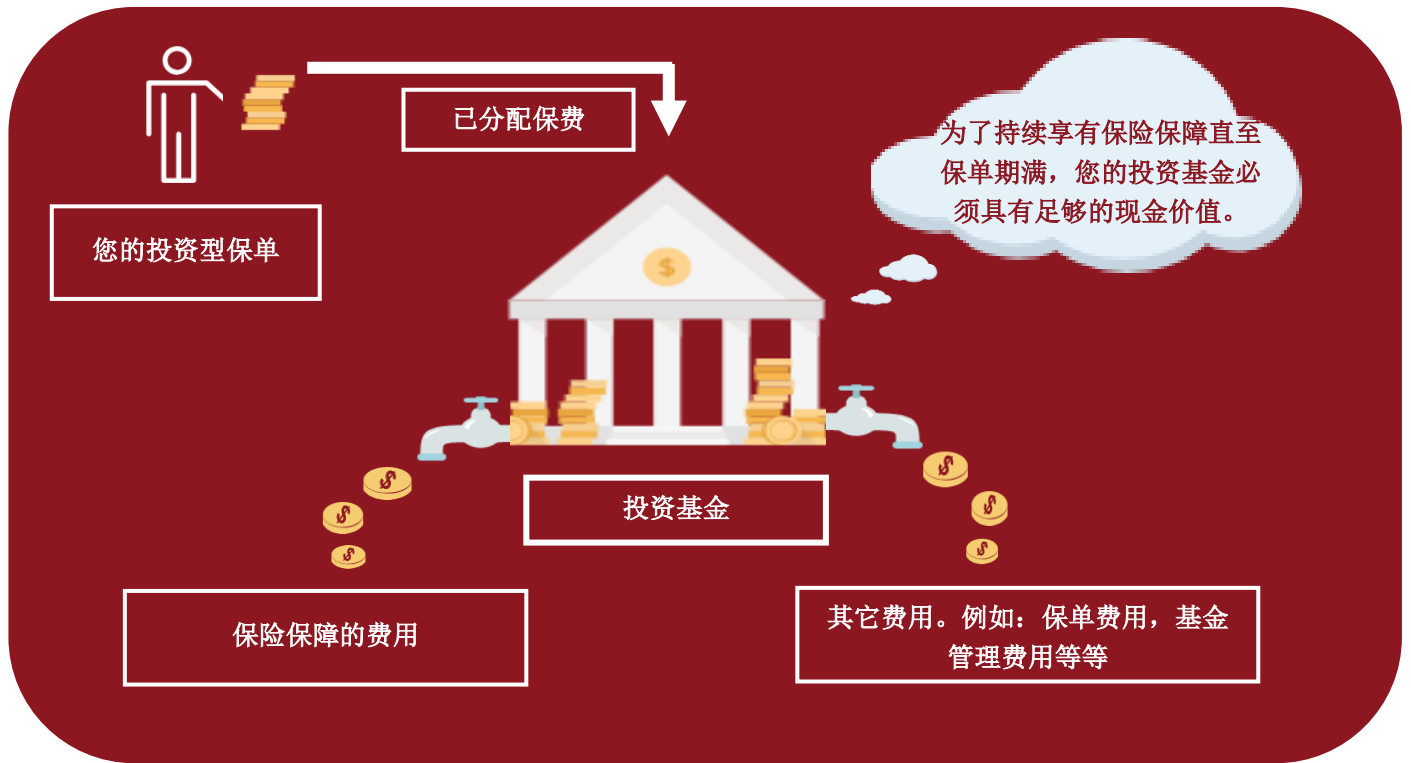 已分配保费
为了持续享有保险保障直至
保单期满，您的投资基金必
须具有足够的现金价值。
您的投资型保单
$
投资基金
$
$
$
$
$
$
保险保障的费用
其它费用。例如：保单费用，基金
管理费用等等